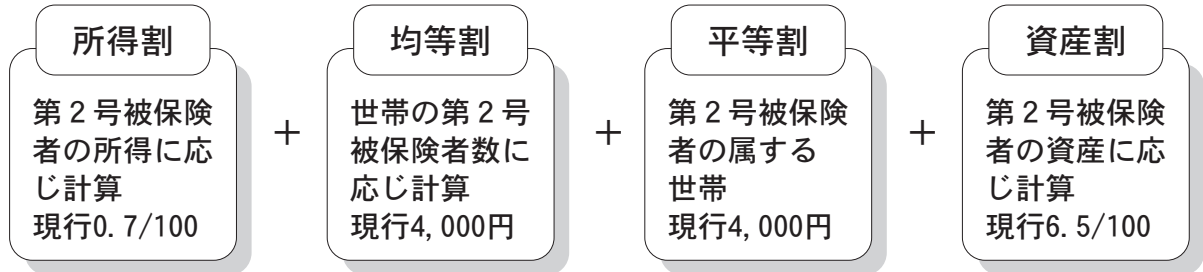 所得割
第２号被保険
者の所得に応
じ計算
現行0.7/100
＋
均等割
世帯の第２号
被保険者数に
応じ計算
現行4,000円
＋
平等割
第２号被保険
者の属する
世帯
現行4,000円
＋
資産割
第２号被保険
者の資産に応
じ計算
現行6.5/100